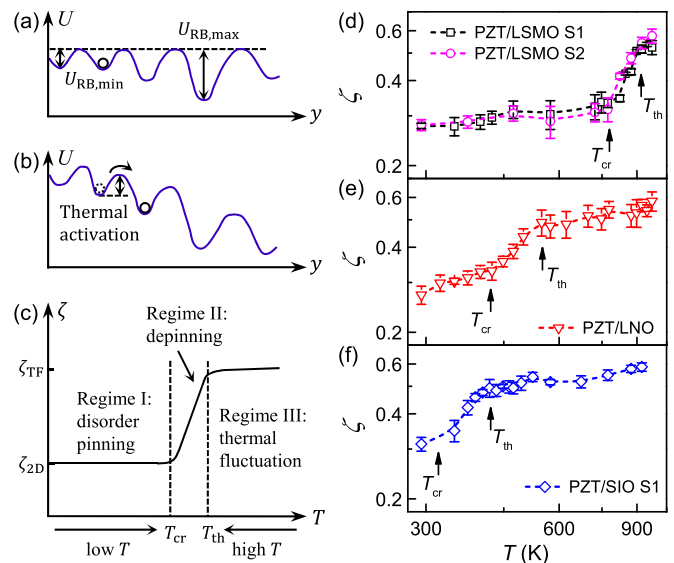 (a)
U
U_RB,max
U_RB,min
y
(b)
U
Thermal
activation
y
(c)
ζ
Regime II:
depinning
ζ_TF
Regime I:
disorder
pinning
Regime III:
thermal
fluctuation
ζ_2D
T
T_cr
T_th
low T
high T
(d)
PZT/LSMO S1
PZT/LSMO S2
0.5
ζ
T_th
T_cr
0.2
(e)
0.6
ζ
0.4
T_th
T_cr
PZT/LNO
0.2
(f)
0.6
ζ
0.4
T_th
T_cr
PZT/SIO S1
0.2
300
600
900
T (K)